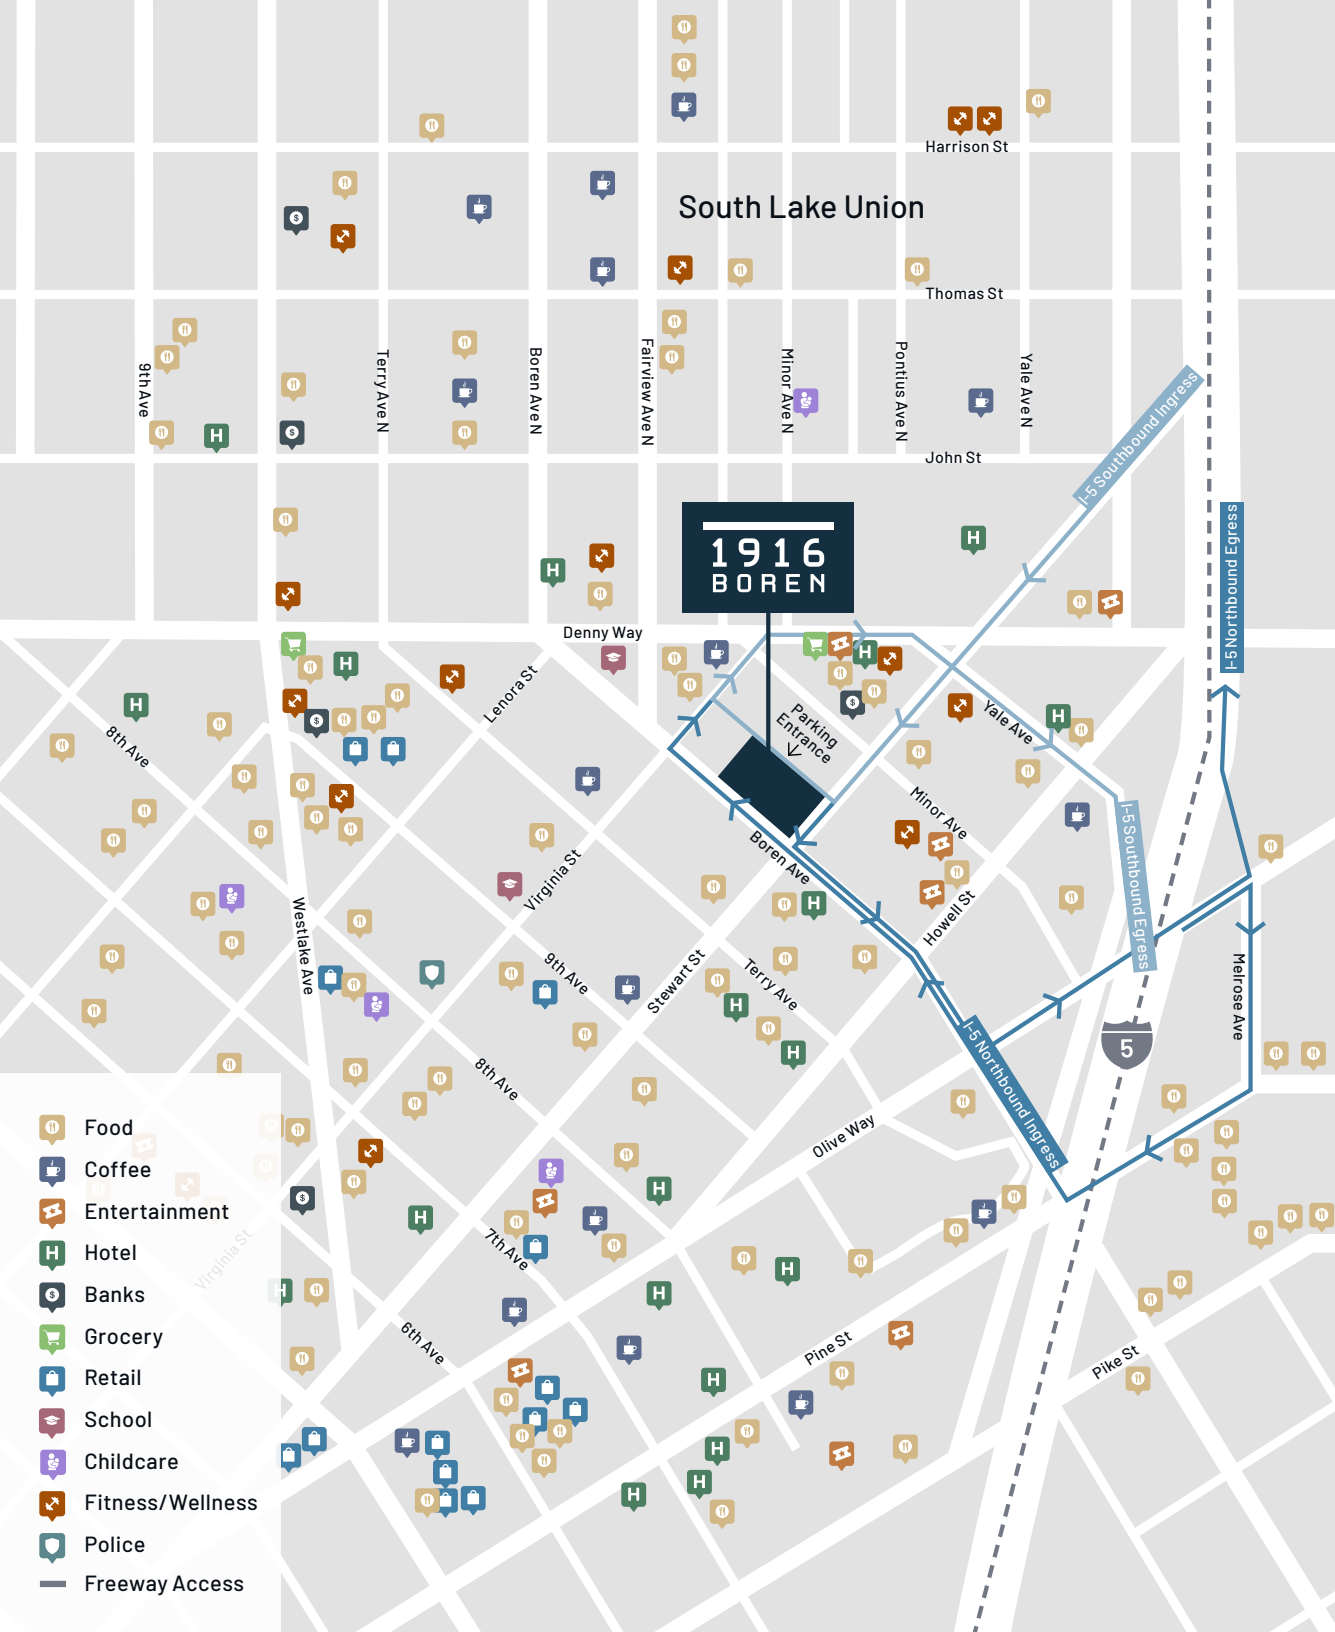 Harrison St
South Lake Union
Thomas St
9th Ave
Terry Ave N
Boren Ave N
Fairview Ave N
Minor Ave N
Pontius Ave N
Yale Ave N
John St
I-5 Southbound Ingress
I-5 Northbound Egress
1916
BOREN
Denny Way
Lenora St
8th Ave
Parking
Entrance
Yale Ave
Minor Ave
I-5 Southbound Egress
Boren Ave
Virginia St
Howell St
Westlake Ave
9th Ave
Stewart St
Terry Ave
Melrose Ave
5
I-5 Northbound Ingress
8th Ave
Olive Way
7th Ave
Virginia St
6th Ave
Pine St
Pike St
Food
Coffee
Entertainment
H Hotel
$ Banks
Grocery
Retail
School
Childcare
Fitness/Wellness
Police
Freeway Access